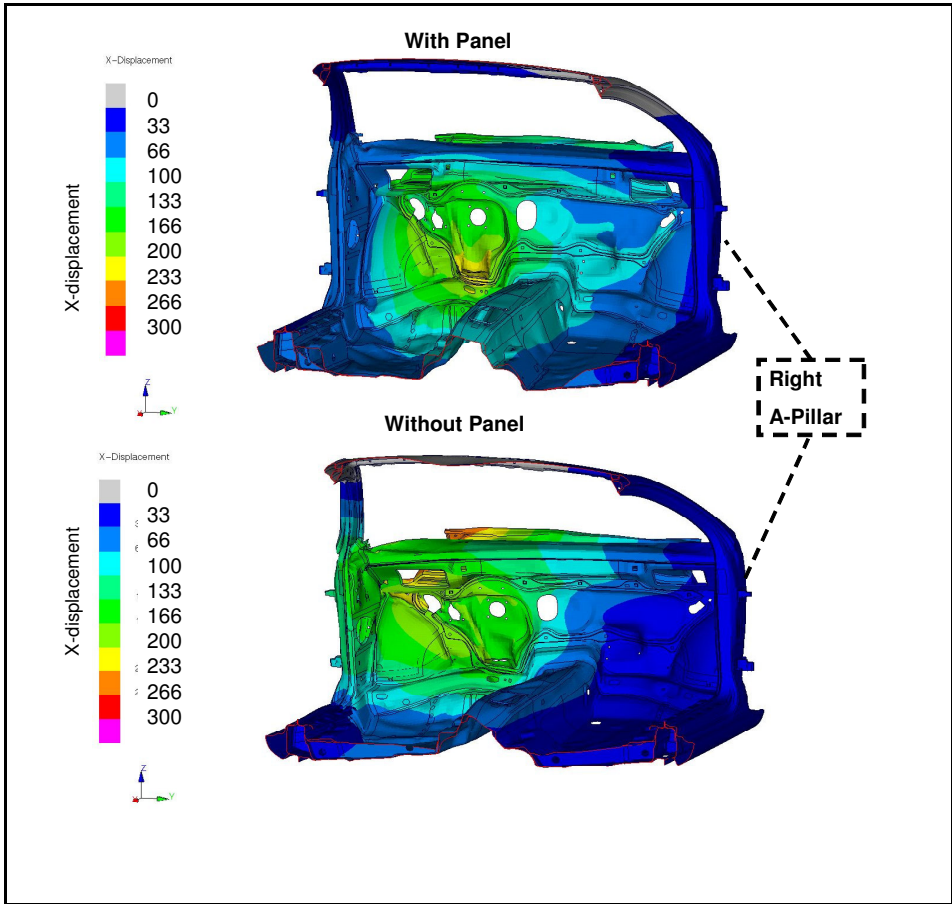 With Panel
X-Displacement
0
33
66
100
133
166
200
233
266
300
X-displacement
Z
Y
Right
A-Pillar
Without Panel
X-Displacement
0
33
66
100
133
166
200
233
266
300
X-displacement
Z
Y